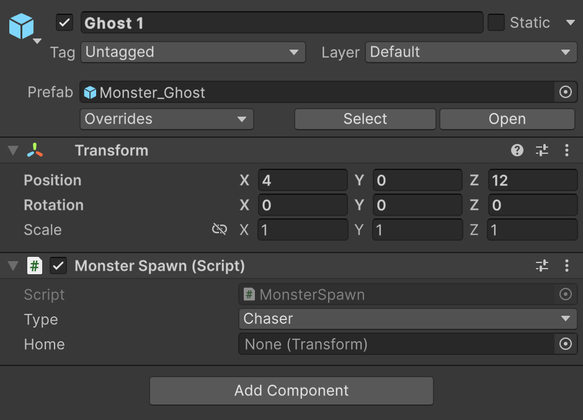 Ghost 1 Static
Tag Untagged Layer Default
Prefab Monster_Ghost
Overrides Select Open
Transform
Position X 4 Y 0 Z 12
Rotation X 0 Y 0 Z 0
Scale X 1 Y 1 Z 1
# Monster Spawn (Script)
Script # MonsterSpawn
Type Chaser
Home None (Transform)
Add Component